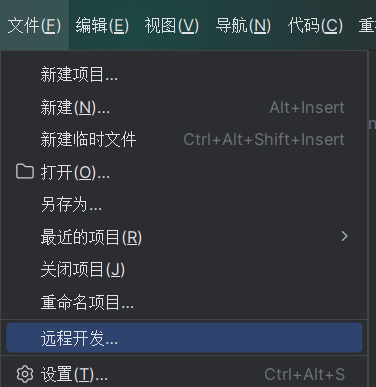 文件(F) 编辑(E) 视图(V) 导航(N) 代码(C)
新建项目...
新建(N)... Alt+Insert
新建临时文件 Ctrl+Alt+Shift+Insert
打开(O)...
另存为...
最近的项目(R)
关闭项目(J)
重命名项目...
远程开发...
设置(T)... Ctrl+Alt+S